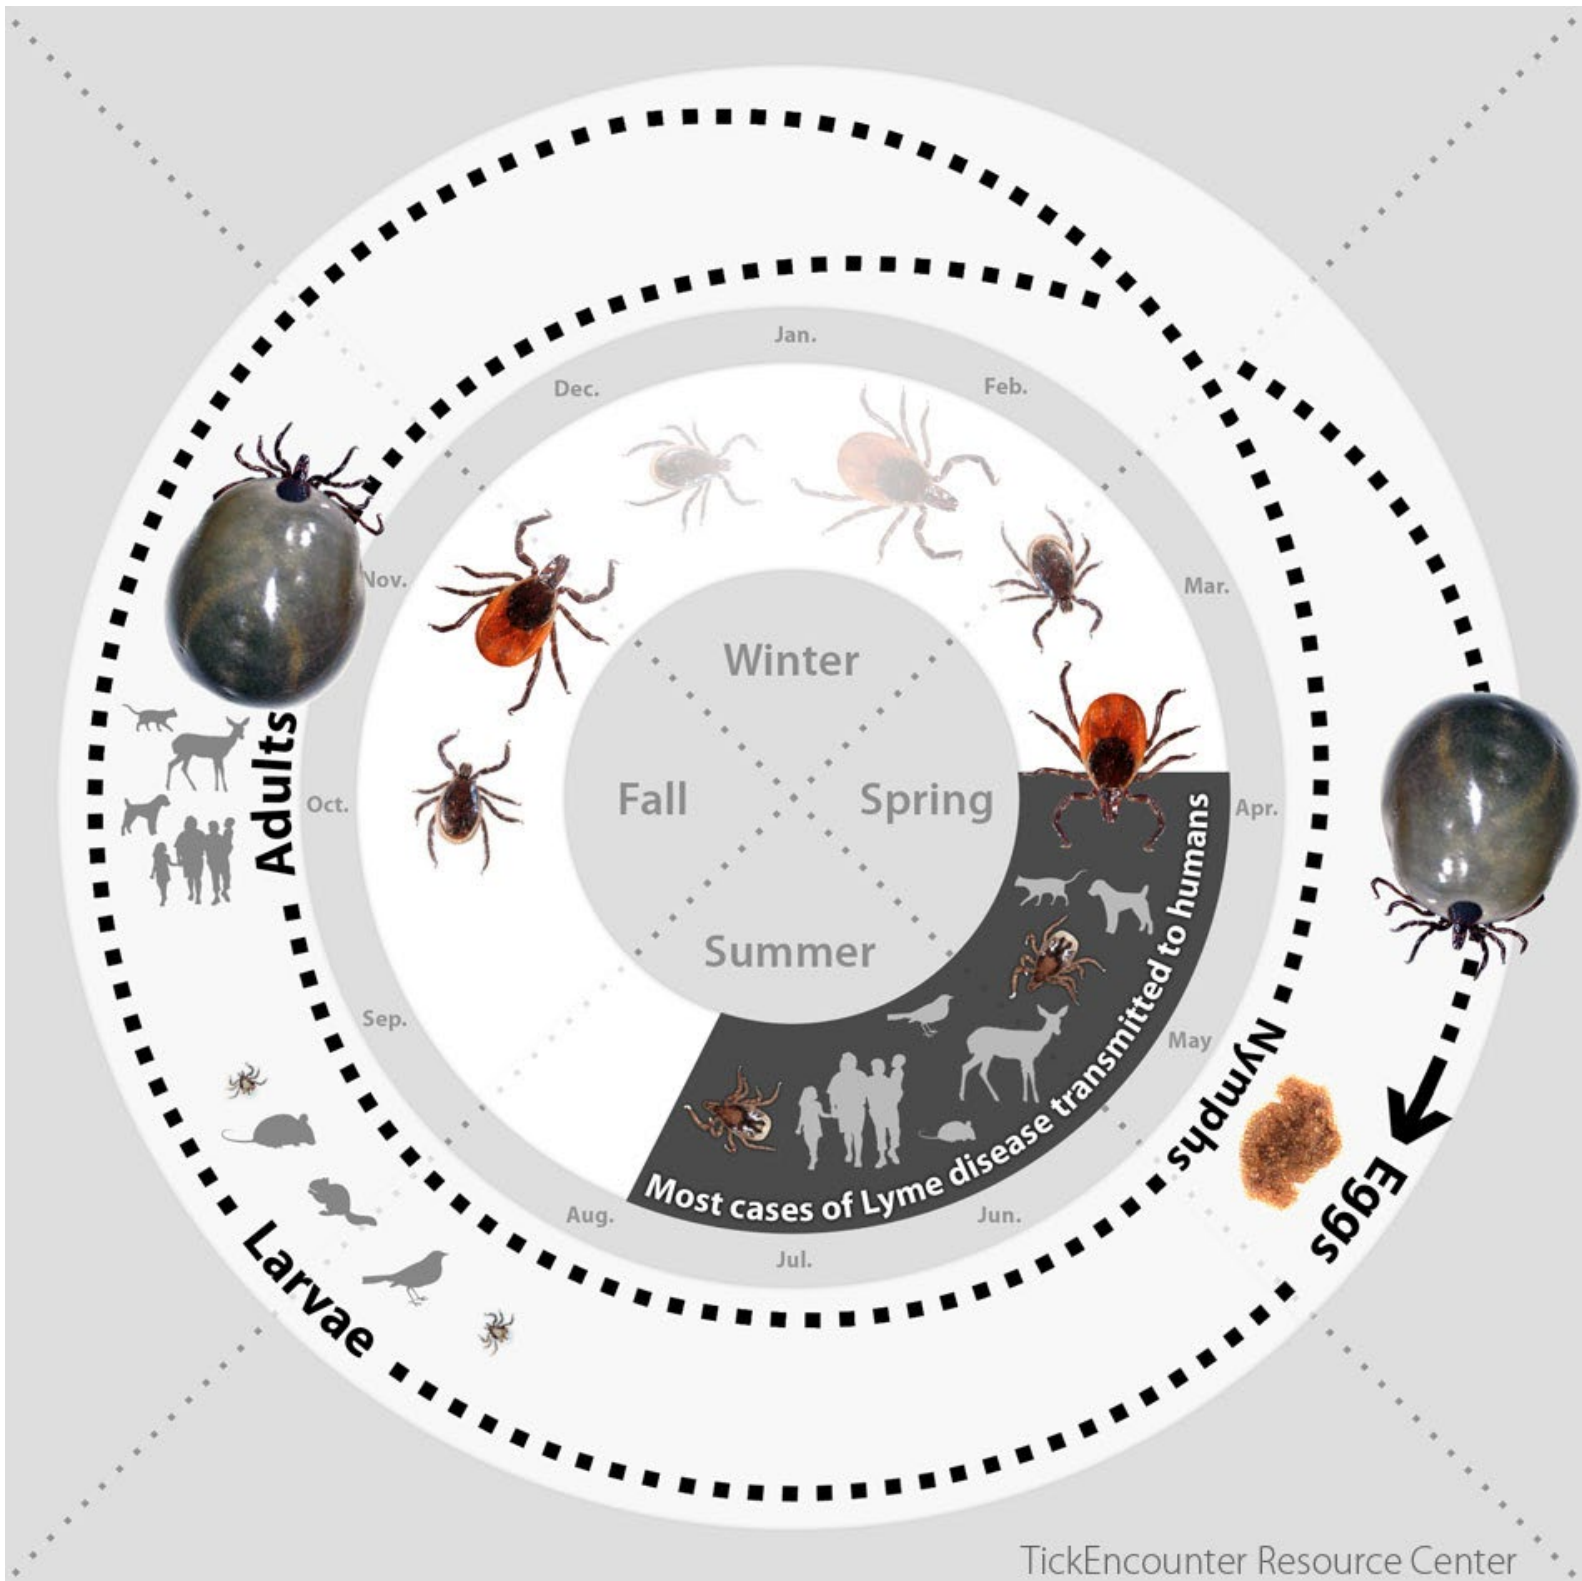 Jan.
Feb.
Mar.
Apr.
May
Jun.
Jul.
Aug.
Sep.
Oct.
Nov.
Dec.
Winter
Spring
Summer
Fall
Most cases of Lyme disease transmitted to humans
Eggs
Larvae
Nymphs
Adults
TickEncounter Resource Center